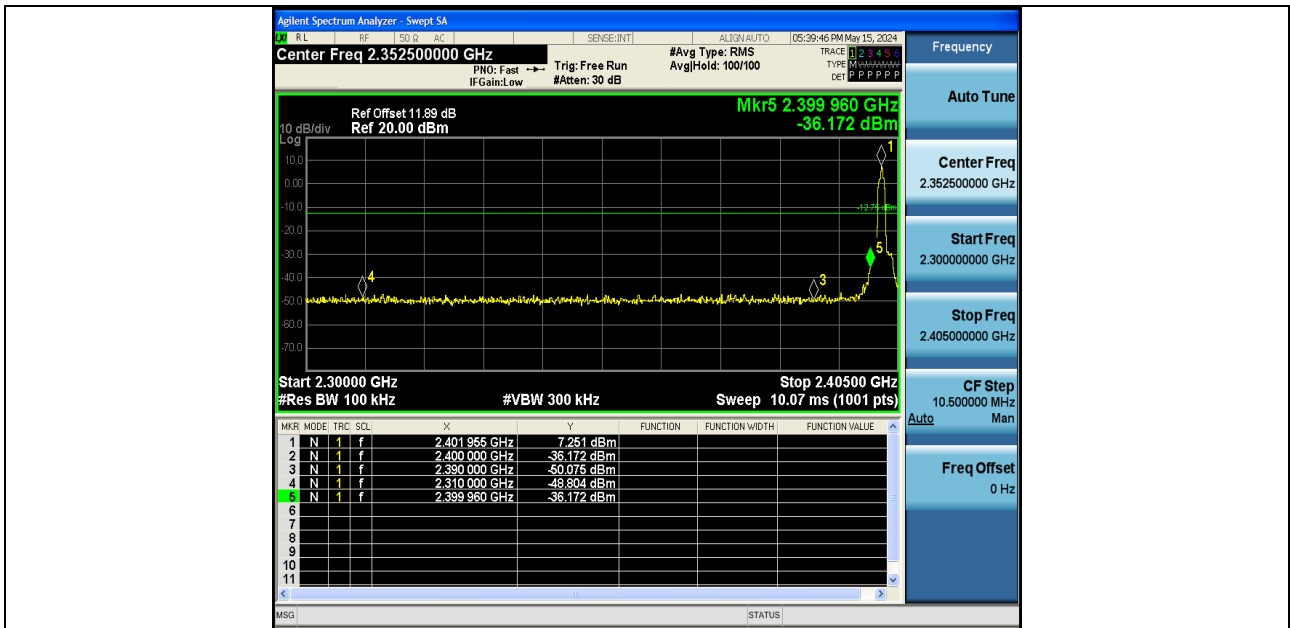 Agilent Spectrum Analyzer - Swept SA
LXI RL RF 50 Ω AC SENSE:INT ALIGN AUTO 05:39:46 PM May 15, 2024
Center Freq 2.352500000 GHz
PNO: Fast
IFGain:Low
Trig: Free Run
#Atten: 30 dB
#Avg Type: RMS
Avg|Hold: 100/100
TRACE 1 2 3 4 5 6
TYPE M
DET P P P P P P
Ref Offset 11.89 dB
10 dB/div Ref 20.00 dBm
Log
Mkr5 2.399 960 GHz
-36.172 dBm
10.0
0.00
-10.0
-20.0
-30.0
-40.0
-50.0
-60.0
-70.0
1
-12.75 dBm
5
4
3
Start 2.30000 GHz Stop 2.40500 GHz
#Res BW 100 kHz #VBW 300 kHz Sweep 10.07 ms (1001 pts)
MKR MODE TRC SCL X Y FUNCTION FUNCTION WIDTH FUNCTION VALUE
1 N 1 f 2.401 955 GHz 7.251 dBm
2 N 1 f 2.400 000 GHz -36.172 dBm
3 N 1 f 2.390 000 GHz -50.075 dBm
4 N 1 f 2.310 000 GHz -48.804 dBm
5 N 1 f 2.399 960 GHz -36.172 dBm
6
7
8
9
10
11
MSG STATUS
Frequency
Auto Tune
Center Freq
2.352500000 GHz
Start Freq
2.300000000 GHz
Stop Freq
2.405000000 GHz
CF Step
10.500000 MHz
Auto Man
Freq Offset
0 Hz